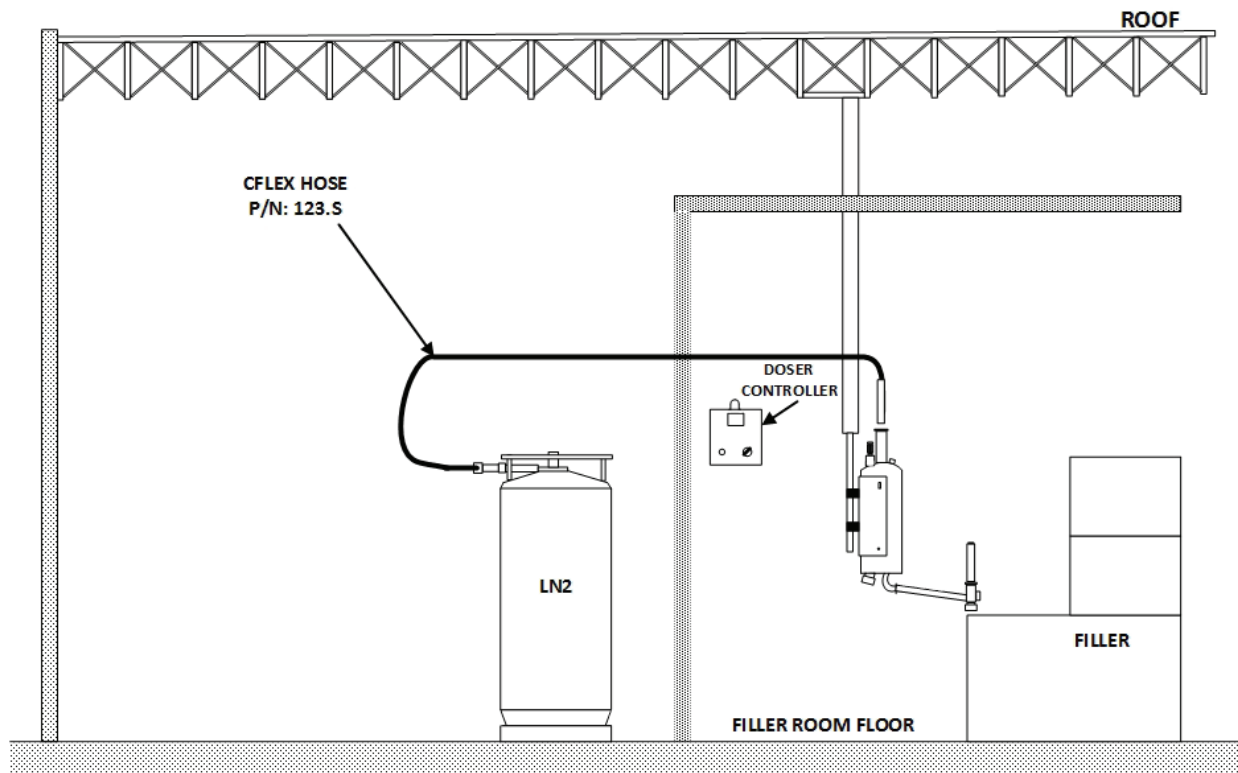 ROOF
CFLEX HOSE
P/N: 123.S
DOSER
CONTROLLER
LN2
FILLER
FILLER ROOM FLOOR